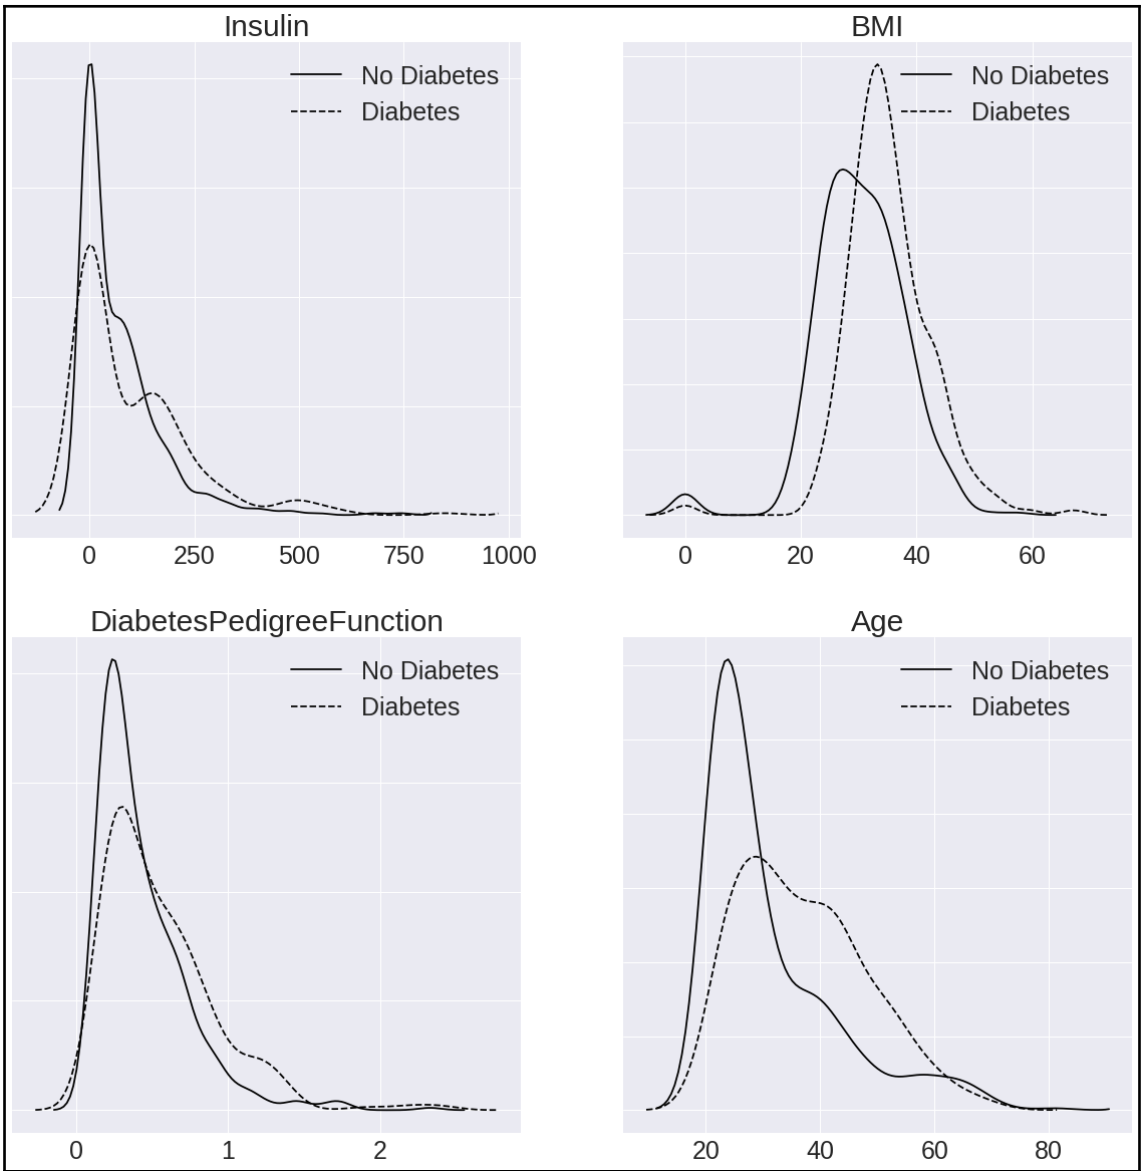 Insulin
No Diabetes
Diabetes
0 250 500 750 1000
BMI
No Diabetes
Diabetes
0 20 40 60
DiabetesPedigreeFunction
No Diabetes
Diabetes
0 1 2
Age
No Diabetes
Diabetes
20 40 60 80